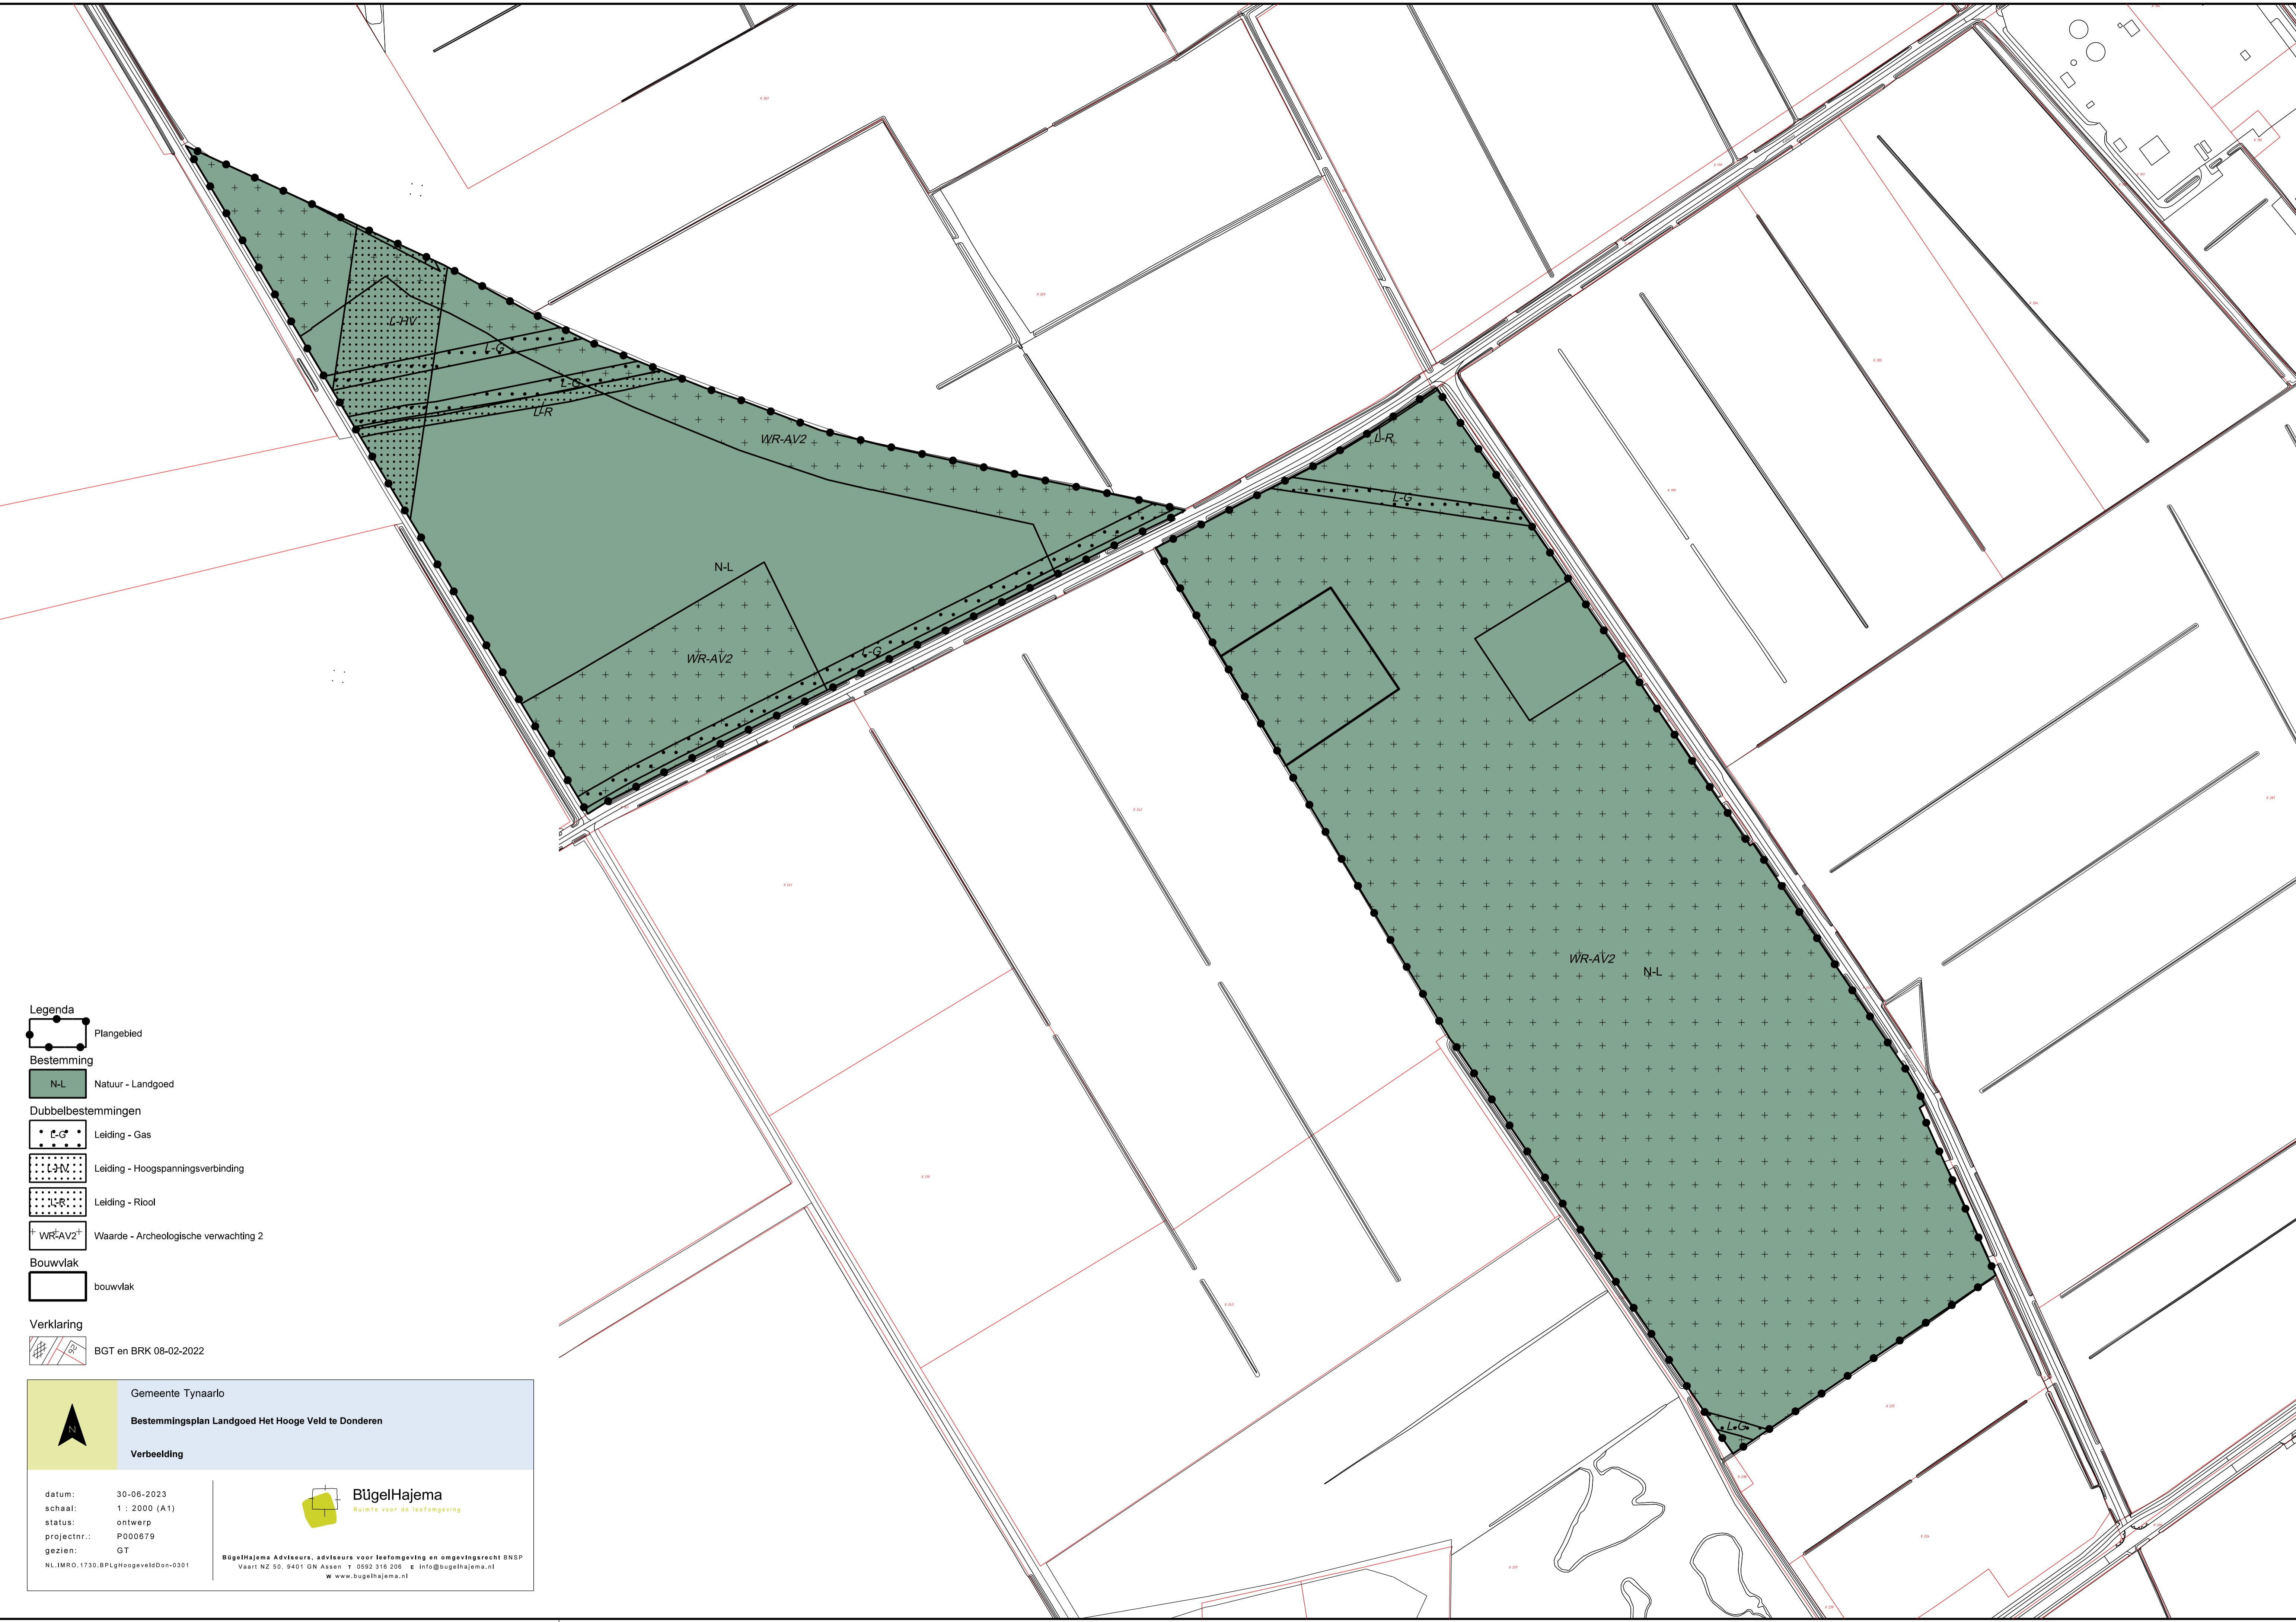 L-HV
L-G
L-G
L-R
WR-AV2
N-L
WR-AV2
L-G
L-R
L-G
WR-AV2
N-L
L-G
Legenda
Plangebied
Bestemming
N-L Natuur - Landgoed
Dubbelbestemmingen
L-G Leiding - Gas
L-HV Leiding - Hoogspanningsverbinding
L-R Leiding - Riool
WR-AV2 Waarde - Archeologische verwachting 2
Bouwvlak
bouwvlak
Verklaring
92 BGT en BRK 08-02-2022
N
Gemeente Tynaarlo
Bestemmingsplan Landgoed Het Hooge Veld te Donderen
Verbeelding
datum: 30-06-2023
schaal: 1 : 2000 (A1)
status: ontwerp
projectnr.: P000679
gezien: GT
NL.IMRO.1730.BPLgHoogeveldDon-0301
BügelHajema
Ruimte voor de leefomgeving
BügelHajema Adviseurs, adviseurs voor leefomgeving en omgevingsrecht BNSP
Vaart NZ 50, 9401 GN Assen T 0592 316 206 E info@bugelhajema.nl
W www.bugelhajema.nl